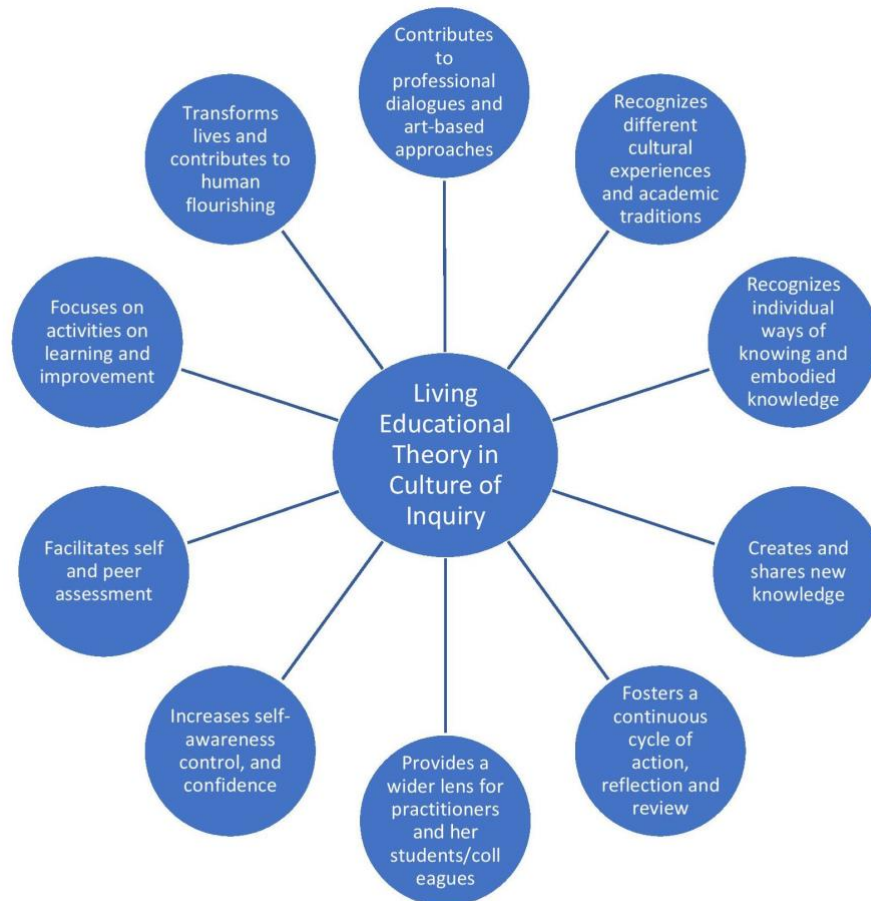 Contributes
to
professional
dialogues and
art-based
approaches
Recognizes
different
cultural
experiences
and academic
traditions
Recognizes
individual
ways of
knowing and
embodied
knowledge
Creates and
shares new
knowledge
Fosters a
continuous
cycle of
action,
reflection and
review
Provides a
wider lens for
practitioners
and her
students/coll
eagues
Increases self-
awareness
control, and
confidence
Facilitates self
and peer
assessment
Focuses on
activities on
learning and
improvement
Transforms
lives and
contributes to
human
flourishing
Living
Educational
Theory in
Culture of
Inquiry